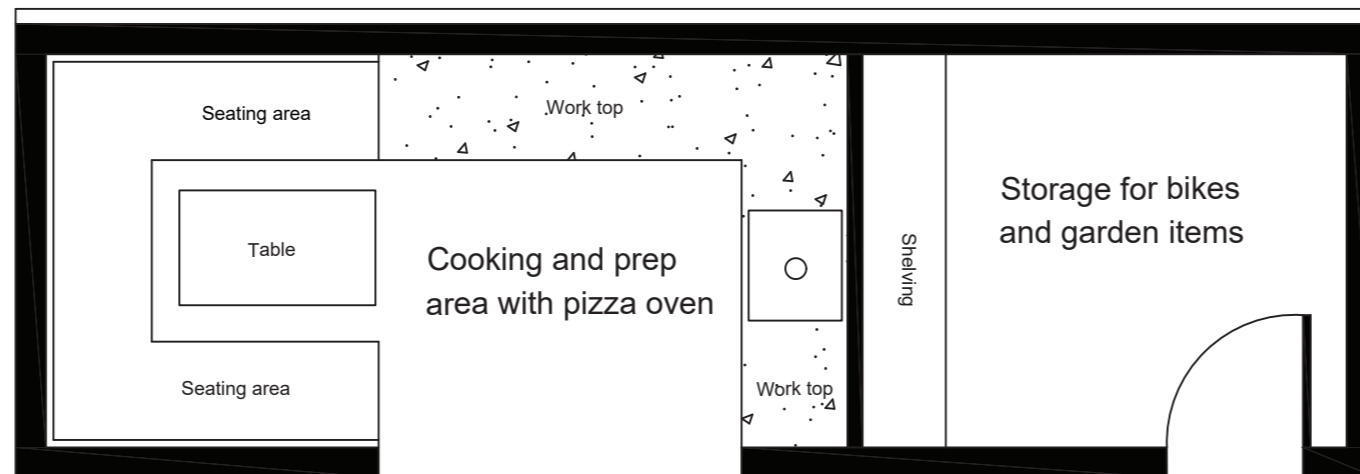 Seating area
Work top
Table
Cooking and prep
area with pizza oven
Seating area
Work top
Shelving
Storage for bikes
and garden items